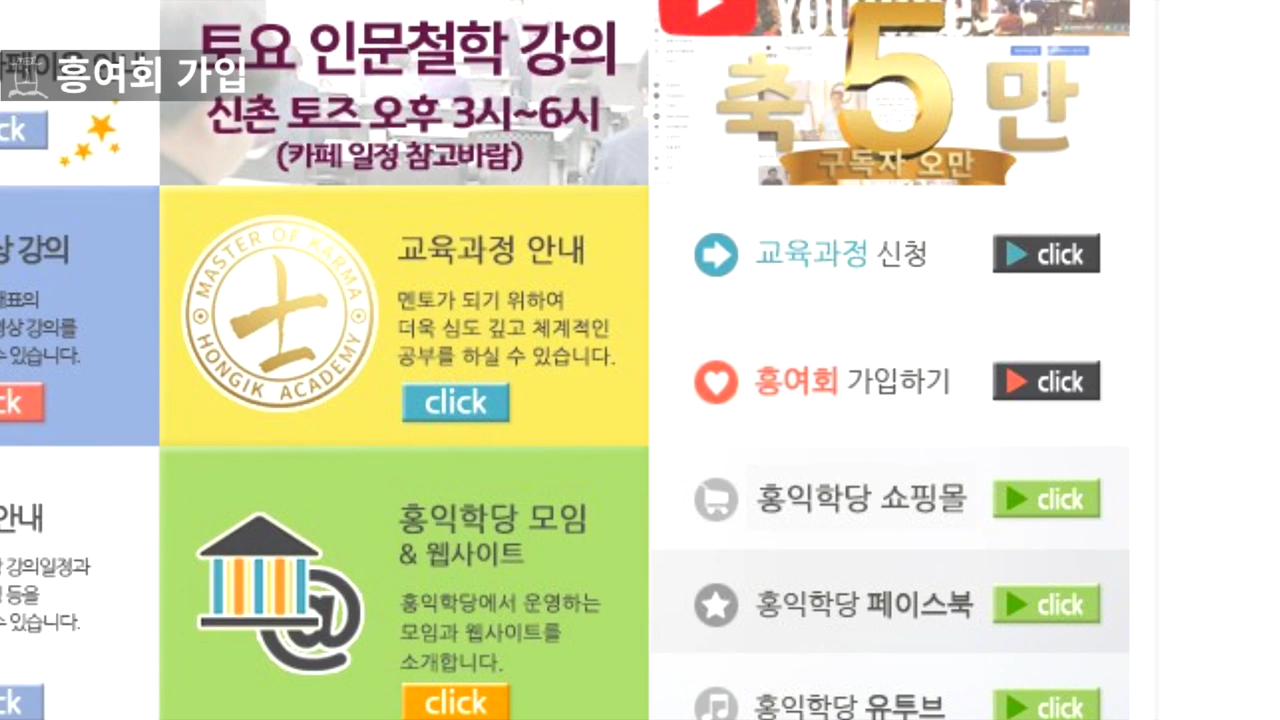 흥여회 가입
ck
토요 인문철학 강의
신촌 토즈 오후 3시~6시
(카페 일정 참고바람)
축 5 만
구독자 오만
강의
강의를
수 있습니다.
ck
MASTER OF KARMA
士
HONGIK ACADEMY
교육과정 안내
멘토가 되기 위하여
더욱 심도 깊고 체계적인
공부를 하실 수 있습니다.
click
교육과정 신청
click
흥여회 가입하기
click
홍익학당 쇼핑몰
click
홍익학당 페이스북
click
홍익학당 유투브
click
안내
강의일정과
등을
수 있습니다.
ck
홍익학당 모임
& 웹사이트
홍익학당에서 운영하는
모임과 웹사이트를
소개합니다.
click